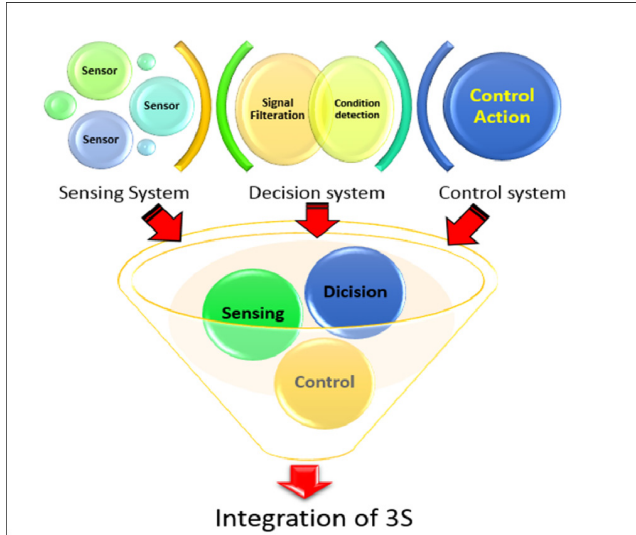 Sensor
Sensor
Sensor
Signal
Filteration
Condition
detection
Control
Action
Sensing System
Decision system
Control system
Sensing
Dicision
Control
Integration of 3S